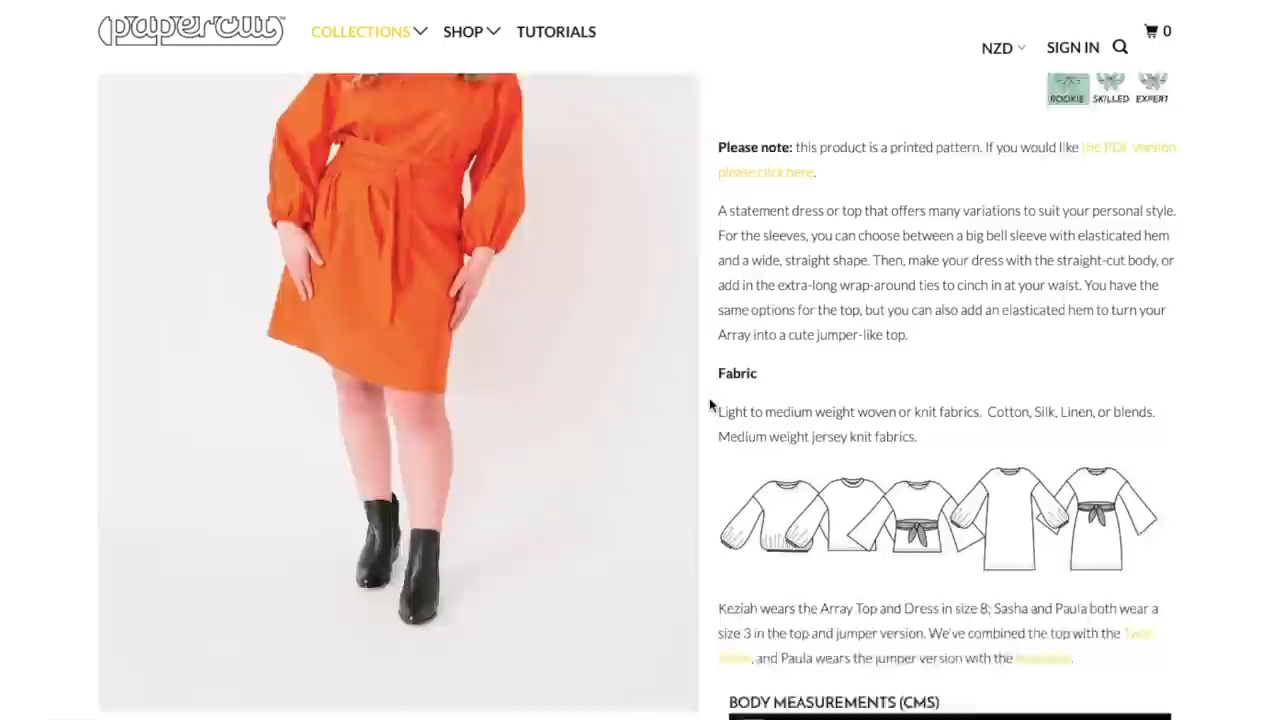 papercut
COLLECTIONS SHOP TUTORIALS
NZD SIGN IN 0
ROOKIE SKILLED EXPERT
Please note: this product is a printed pattern. If you would like the PDF version,
please click here.
A statement dress or top that offers many variations to suit your personal style.
For the sleeves, you can choose between a big bell sleeve with elasticated hem
and a wide, straight shape. Then, make your dress with the straight-cut body, or
add in the extra-long wrap-around ties to cinch in at your waist. You have the
same options for the top, but you can also add an elasticated hem to turn your
Array into a cute jumper-like top.
Fabric
Light to medium weight woven or knit fabrics. Cotton, Silk, Linen, or blends.
Medium weight jersey knit fabrics.
Keziah wears the Array Top and Dress in size 8; Sasha and Paula both wear a
size 3 in the top and jumper version. We've combined the top with the
, and Paula wears the jumper version with the
BODY MEASUREMENTS (CMS)